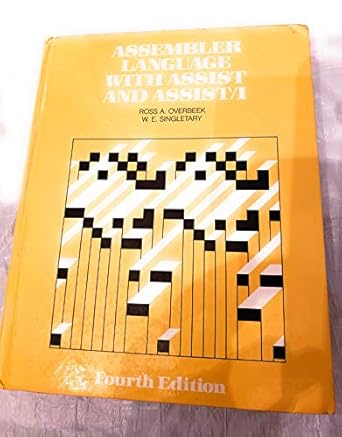 ASSEMBLER
LANGUAGE
WITH ASSIST
AND ASSIST/I
ROSS A. OVERBEEK
W. E. SINGLETARY
Fourth Edition